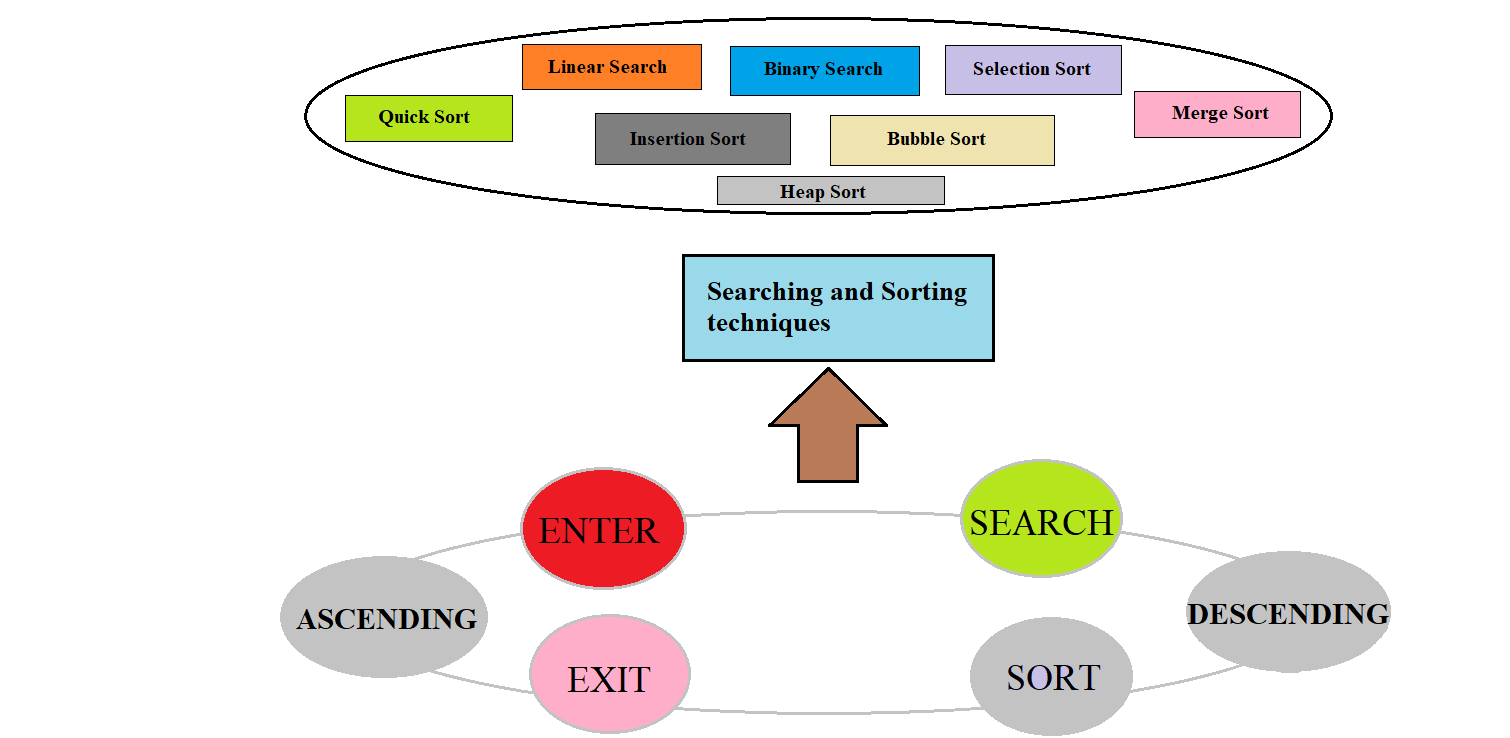 Linear Search
Binary Search
Selection Sort
Quick Sort
Merge Sort
Insertion Sort
Bubble Sort
Heap Sort
Searching and Sorting
techniques
ENTER
SEARCH
ASCENDING
DESCENDING
EXIT
SORT